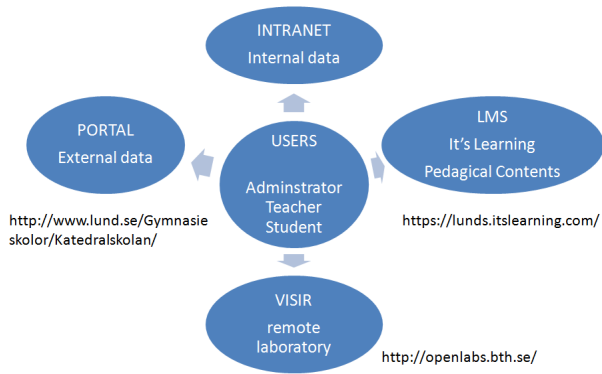 INTRANET
Internal data
PORTAL
External data
USERS
Adminstrator
Teacher
Student
LMS
It's Learning
Pedagical Contents
http://www.lund.se/Gymnasie
skolor/Katedralskolan/
https://lunds.itslearning.com/
VISIR
remote
laboratory
http://openlabs.bth.se/